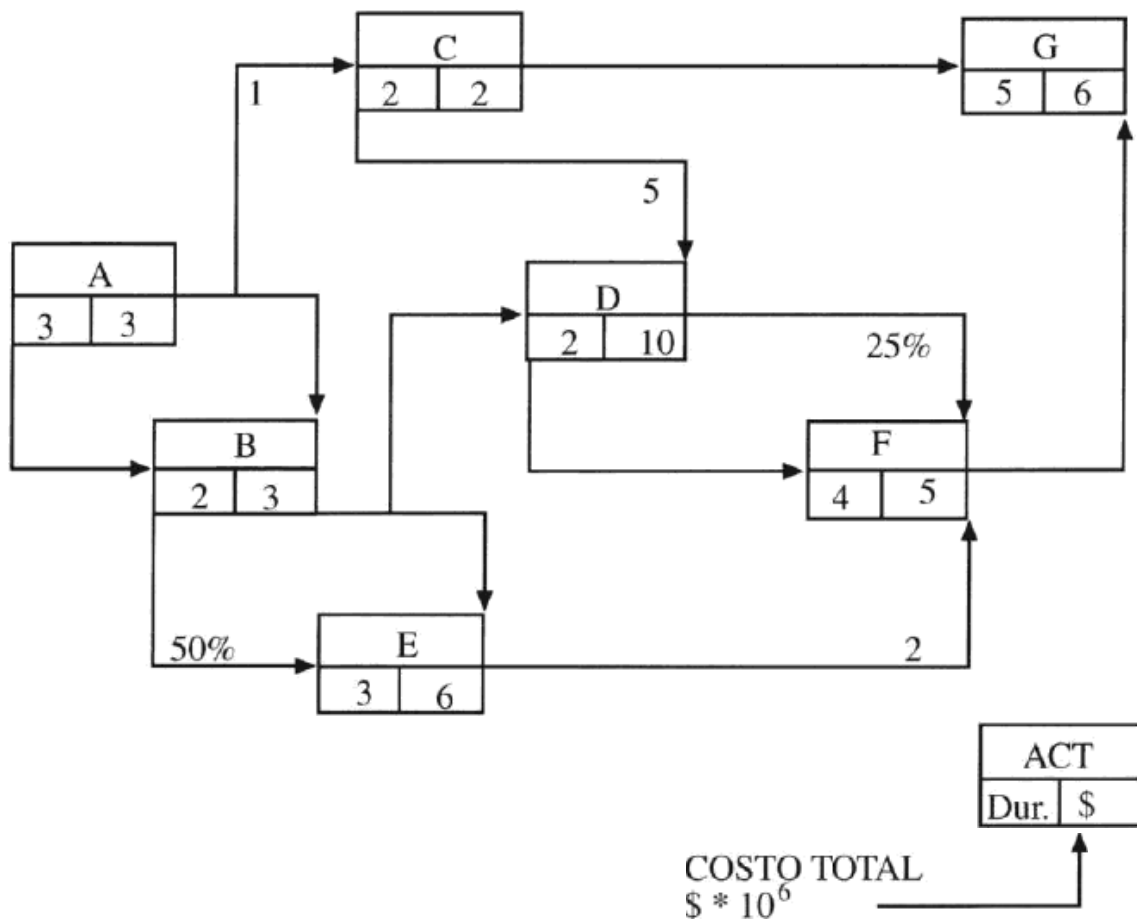 C
2 2
G
5 6
1
5
A
3 3
D
2 10
25%
B
2 3
F
4 5
50%
E
3 6
2
ACT
Dur. $
COSTO TOTAL
$ * 10⁶